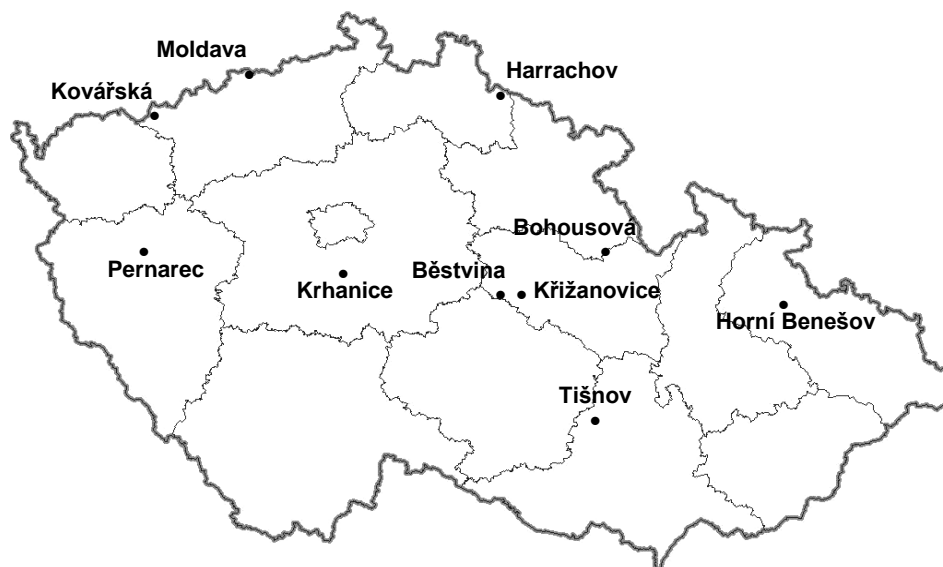 Moldava
Harrachov
Kovářská
Bohousová
Pernarec
Běstvina
Krhanice
Křižanovice
Horní Benešov
Tišnov